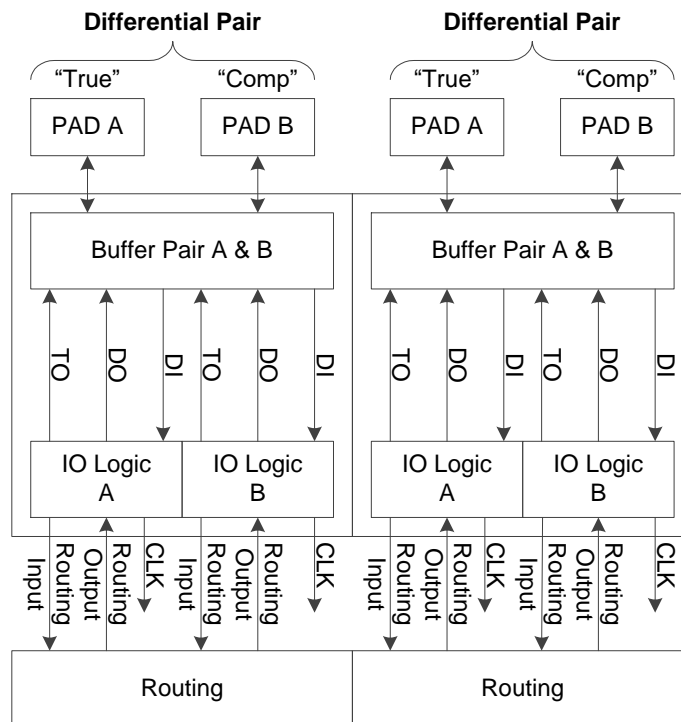 Differential Pair
Differential Pair
“True”
“Comp”
“True”
“Comp”
PAD A
PAD B
PAD A
PAD B
Buffer Pair A & B
Buffer Pair A & B
TO
DO
DI
TO
DO
DI
TO
DO
DI
TO
DO
DI
IO Logic
A
IO Logic
B
IO Logic
A
IO Logic
B
Routing
Input
Routing
Output
CLK
Routing
Input
Routing
Output
CLK
Routing
Input
Routing
Output
CLK
Routing
Input
Routing
Output
CLK
Routing
Routing